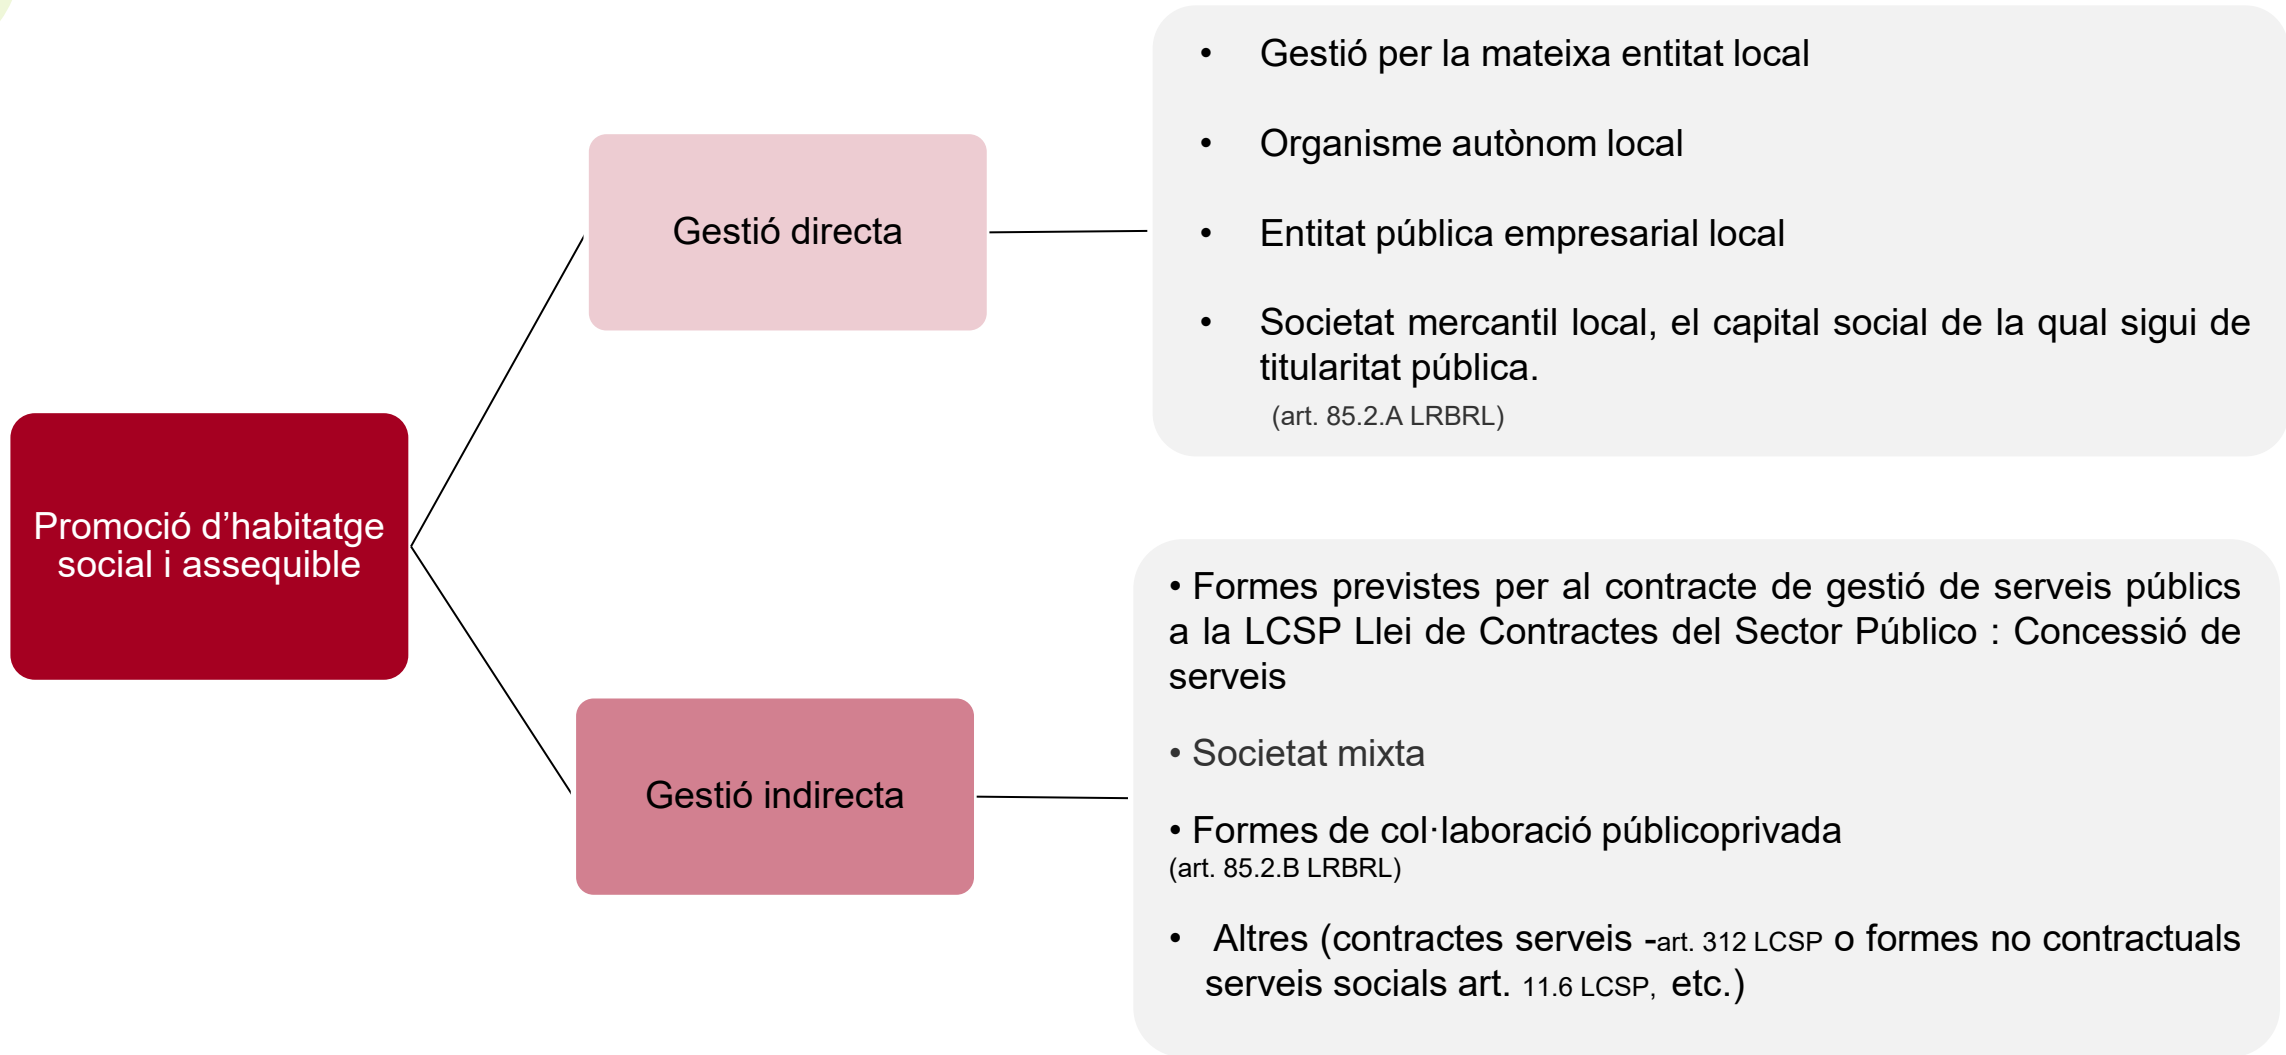 Promoció d’habitatge
social i assequible
Gestió directa
• Gestió per la mateixa entitat local
• Organisme autònom local
• Entitat pública empresarial local
• Societat mercantil local, el capital social de la qual sigui de
titularitat pública.
(art. 85.2.A LRBRL)
Gestió indirecta
• Formes previstes per al contracte de gestió de serveis públics
a la LCSP Llei de Contractes del Sector Público : Concessió de
serveis
• Societat mixta
• Formes de col·laboració públicoprivada
(art. 85.2.B LRBRL)
• Altres (contractes serveis -art. 312 LCSP o formes no contractuals
serveis socials art. 11.6 LCSP, etc.)